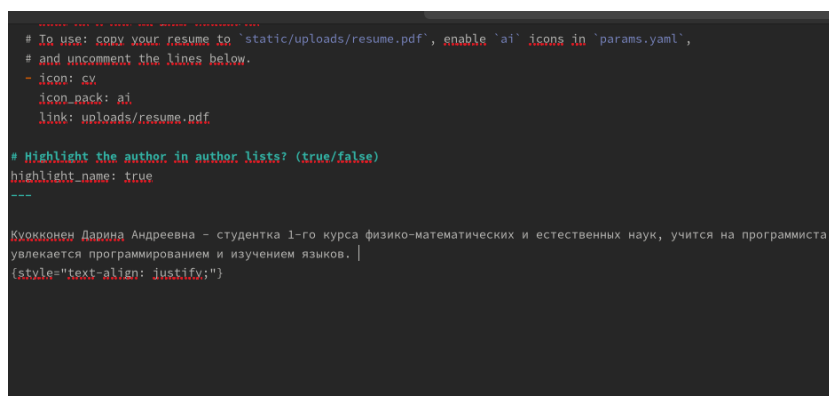 # To use: copy your resume to `static/uploads/resume.pdf`, enable `ai` icons in `params.yaml`,
# and uncomment the lines below.
- icon: cv
icon_pack: ai
link: uploads/resume.pdf
# Highlight the author in author lists? (true/false)
highlight_name: true
---
Куокконен Дарина Андреевна - студентка 1-го курса физико-математических и естественных наук, учится на программиста
увлекается программированием и изучением языков.
{style="text-align: justify;"}